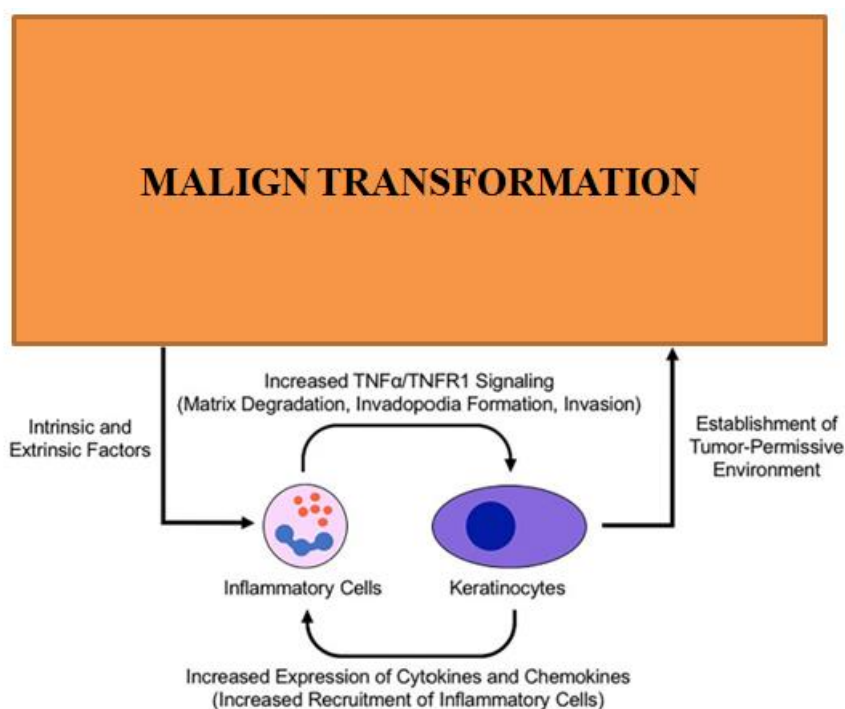 MALIGN TRANSFORMATION
Increased TNFα/TNFR1 Signaling
(Matrix Degradation, Invadopodia Formation, Invasion)
Intrinsic and
Extrinsic Factors
Establishment of
Tumor-Permissive
Environment
Inflammatory Cells
Keratinocytes
Increased Expression of Cytokines and Chemokines
(Increased Recruitment of Inflammatory Cells)